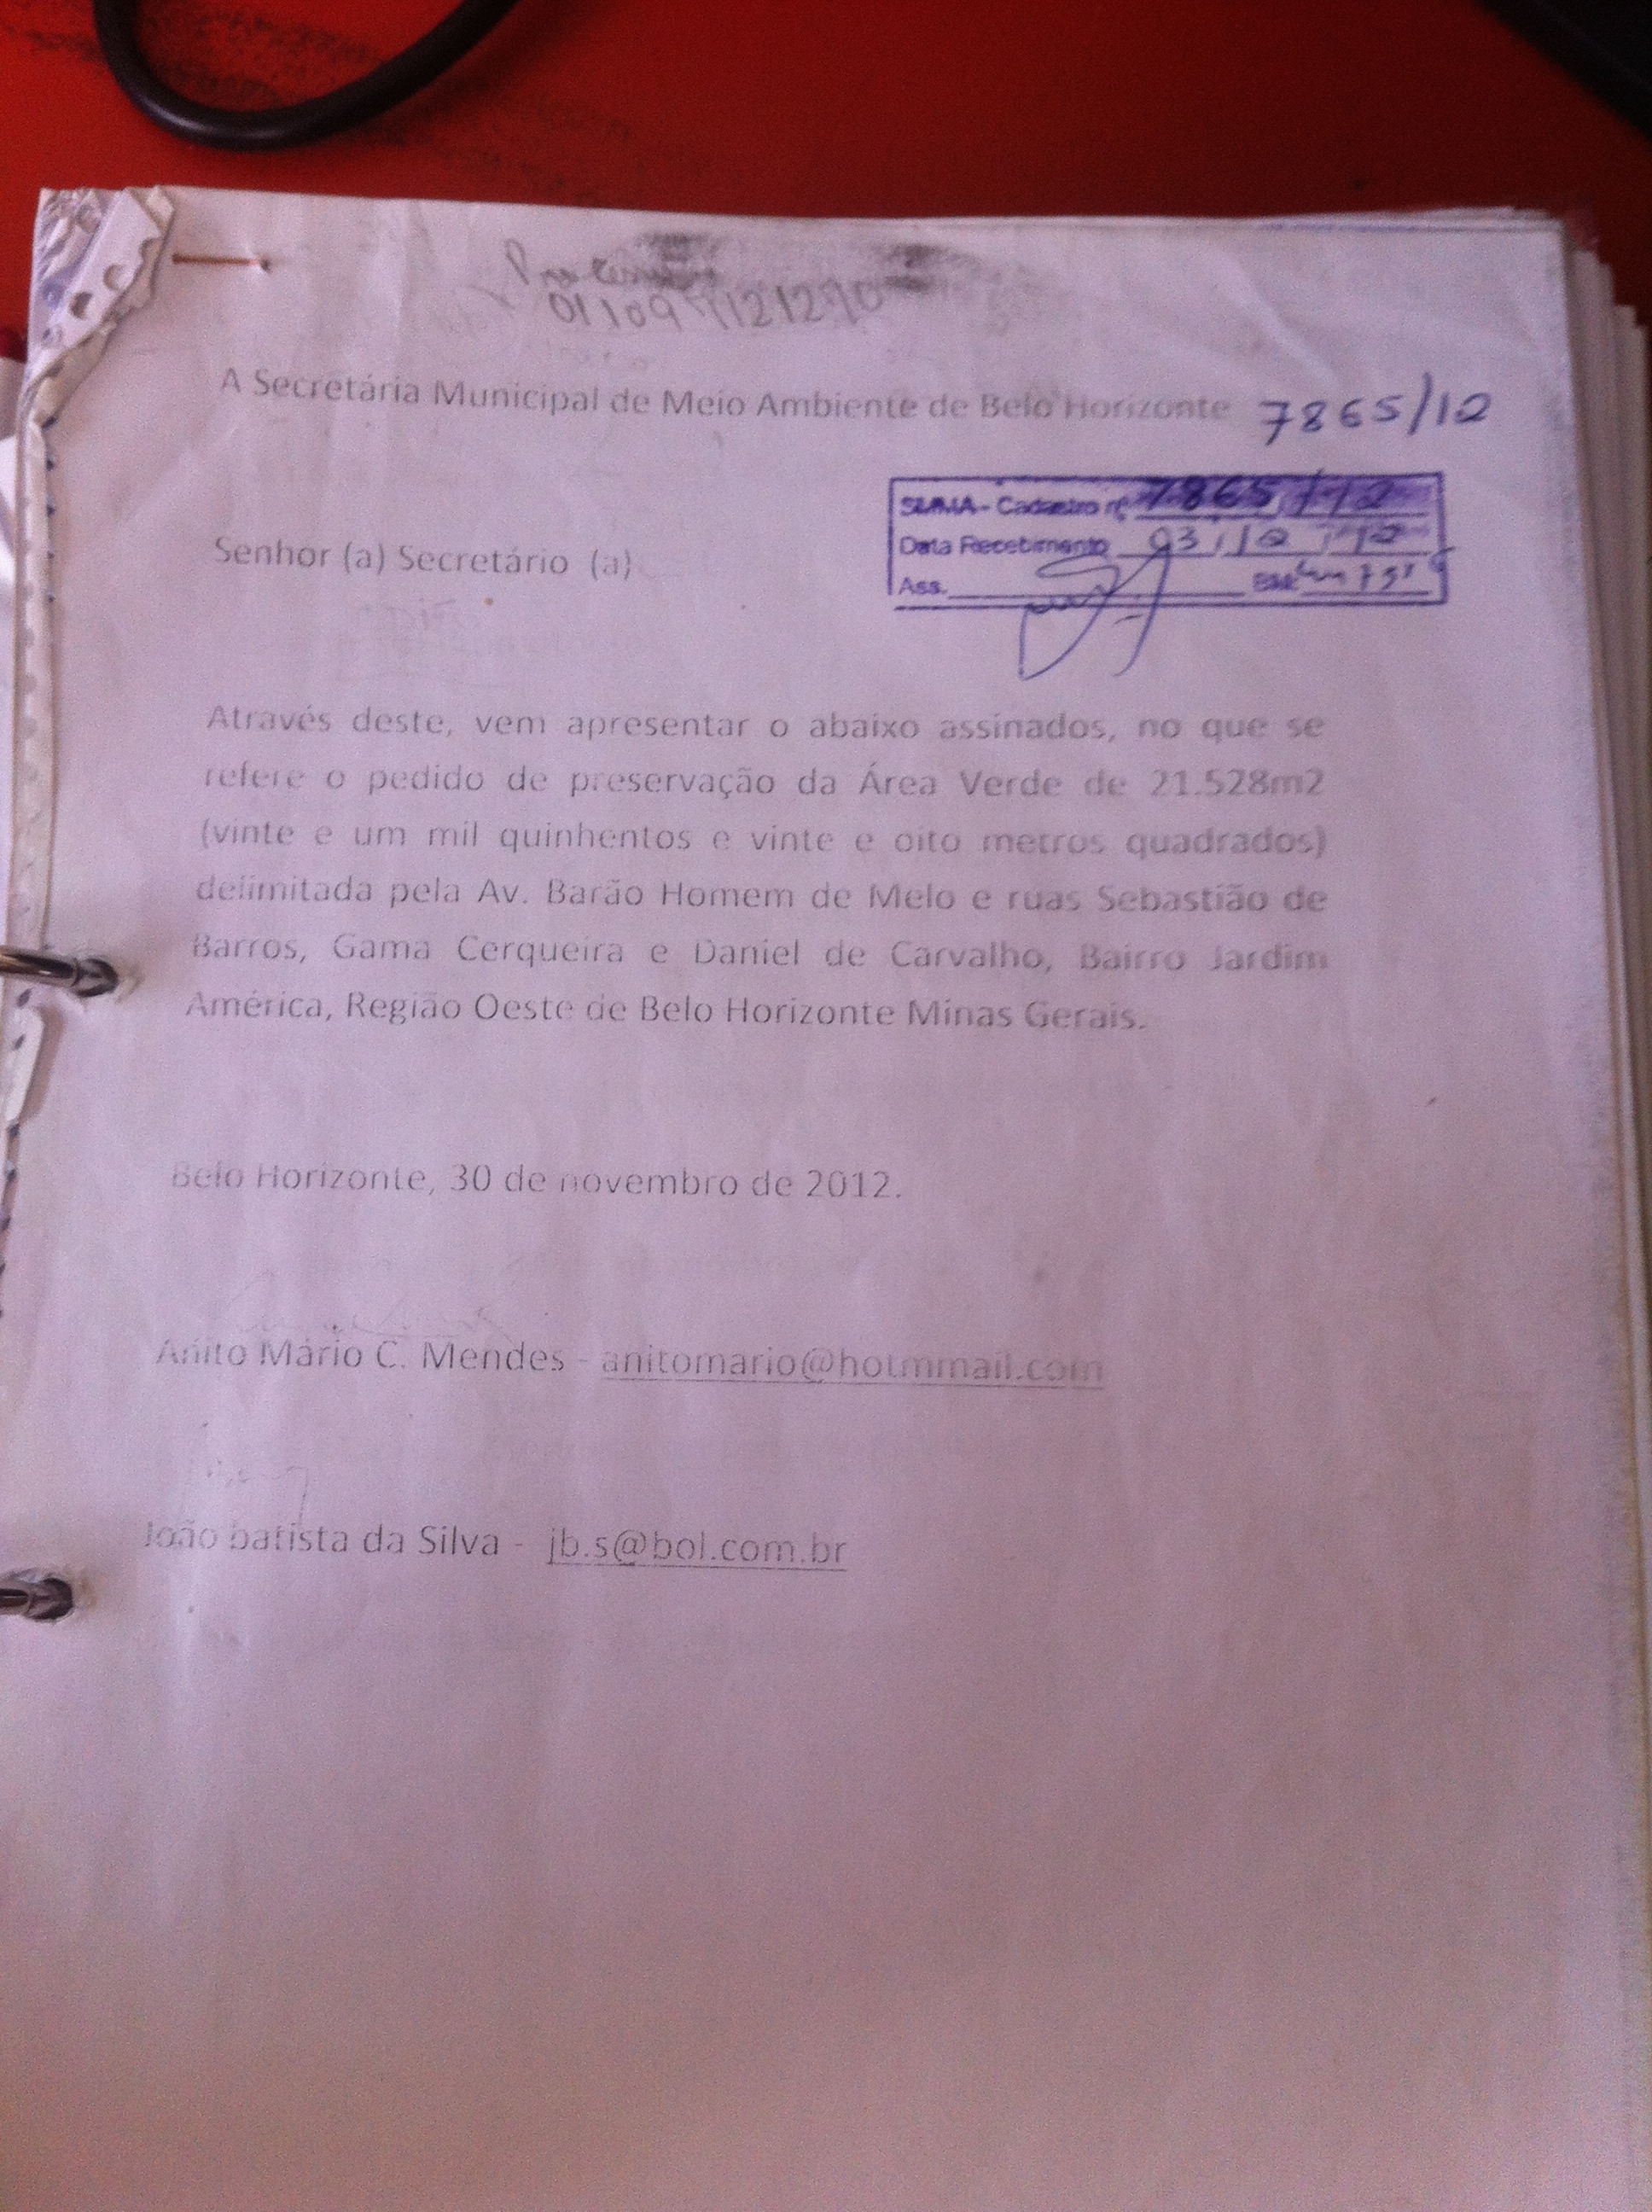 A Secretária Municipal de Meio Ambiente de Belo Horizonte 7865/12
SMMA - Cadastro nº 7865/12
Data Recebimento 03/12/12
Senhor (a) Secretário (a)
Ass.
Através deste, vem apresentar o abaixo assinados, no que se
refere o pedido de preservação da Área Verde de 21.528m2
(vinte e um mil quinhentos e vinte e oito metros quadrados)
delimitada pela Av. Barão Homem de Melo e ruas Sebastião de
Barros, Gama Cerqueira e Daniel de Carvalho, Bairro Jardim
América, Região Oeste de Belo Horizonte Minas Gerais.
Belo Horizonte, 30 de novembro de 2012.
Anito Mário C. Mendes - anitomario@hotmmail.com
João batista da Silva - jb.s@bol.com.br